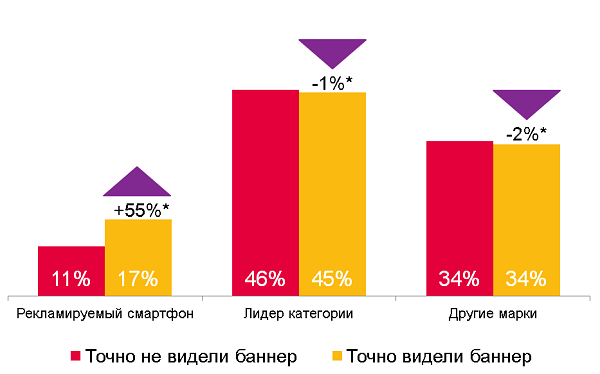 -1%*
-2%*
+55%*
11% 17% 46% 45% 34% 34%
Рекламируемый смартфон Лидер категории Другие марки
Точно не видели баннер Точно видели баннер